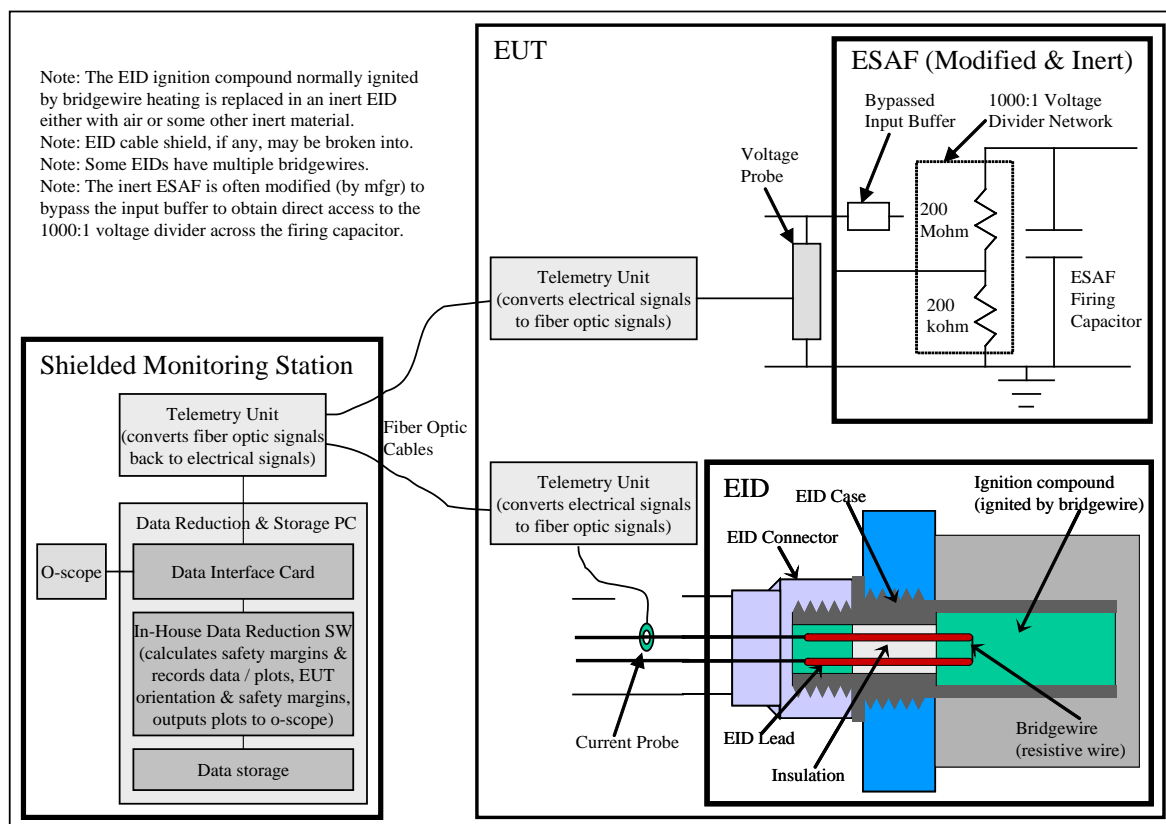 Note: The EID ignition compound normally ignited
by bridgewire heating is replaced in an inert EID
either with air or some other inert material.
Note: EID cable shield, if any, may be broken into.
Note: Some EIDs have multiple bridgewires.
Note: The inert ESAF is often modified (by mfgr) to
bypass the input buffer to obtain direct access to the
1000:1 voltage divider across the firing capacitor.
EUT
ESAF (Modified & Inert)
Bypassed
Input Buffer
1000:1 Voltage
Divider Network
Voltage
Probe
200
Mohm
200
kohm
ESAF
Firing
Capacitor
Telemetry Unit
(converts electrical signals
to fiber optic signals)
Shielded Monitoring Station
Telemetry Unit
(converts fiber optic signals
back to electrical signals)
Fiber Optic
Cables
Data Reduction & Storage PC
O-scope
Data Interface Card
In-House Data Reduction SW
(calculates safety margins &
records data / plots, EUT
orientation & safety margins,
outputs plots to o-scope)
Data storage
Telemetry Unit
(converts electrical signals
to fiber optic signals)
Current Probe
EID
EID Case
Ignition compound
(ignited by bridgewire)
EID Connector
EID Lead
Insulation
Bridgewire
(resistive wire)